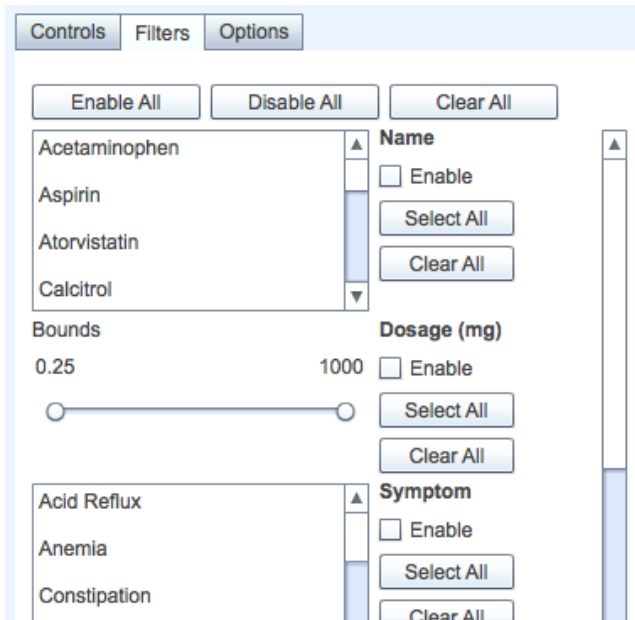 Controls Filters Options
Enable All Disable All Clear All
Acetaminophen
Aspirin
Atorvistatin
Calcitrol
Name
Enable
Select All
Clear All
Bounds
0.25 1000
Dosage (mg)
Enable
Select All
Clear All
Acid Reflux
Anemia
Constipation
Symptom
Enable
Select All
Clear All